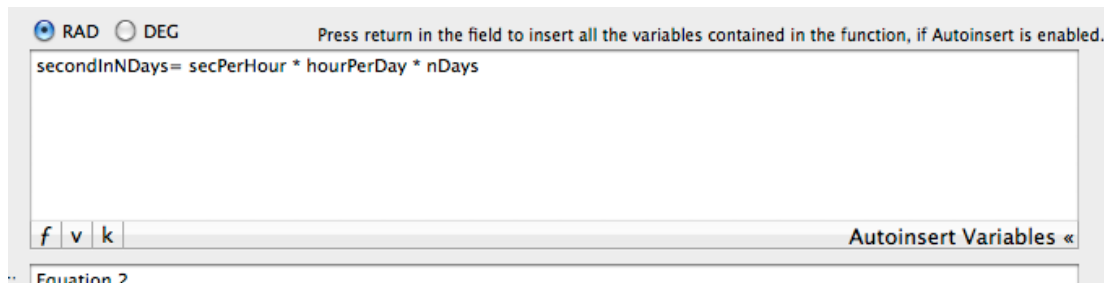 RAD DEG Press return in the field to insert all the variables contained in the function, if Autoinsert is enabled.
secondInNDays= secPerHour * hourPerDay * nDays
f v k Autoinsert Variables «
Equation 2